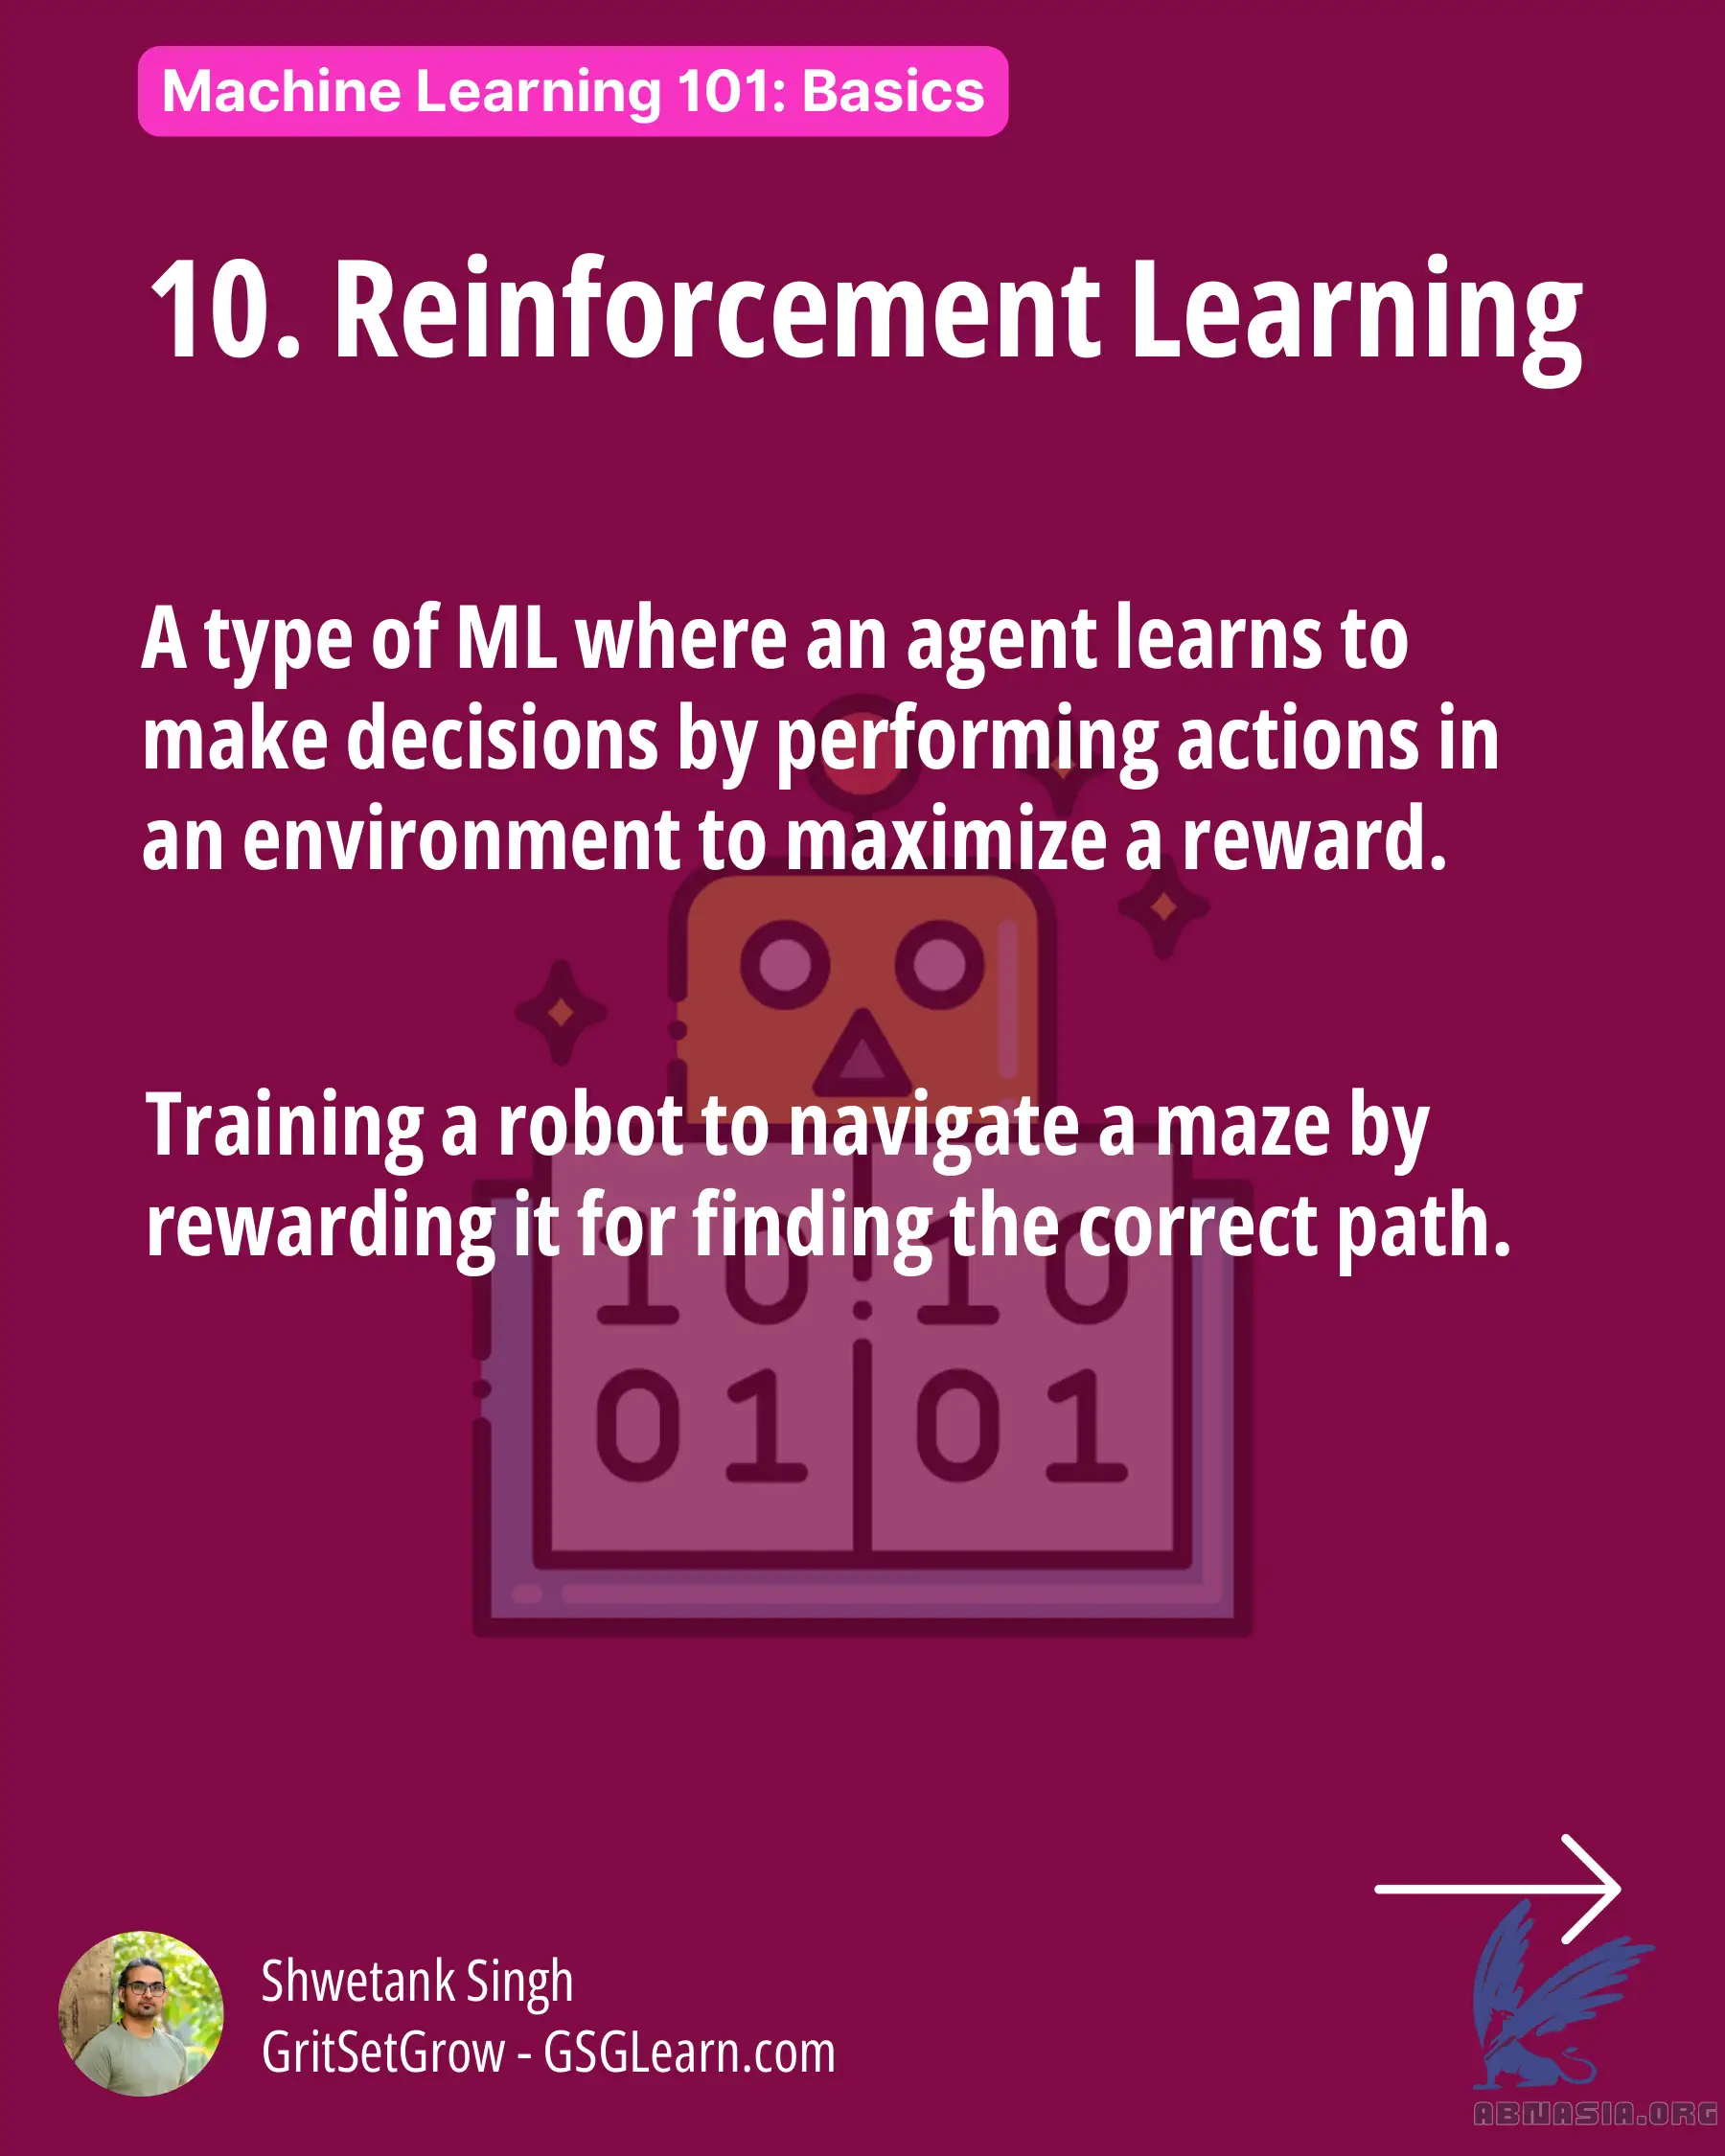 Machine Learning 101: Basics
10. Reinforcement Learning
A type of ML where an agent learns to
make decisions by performing actions in
an environment to maximize a reward.
Training a robot to navigate a maze by
rewarding it for finding the correct path.
10 10
01 01
Shwetank Singh
GritSetGrow - GSGLearn.com
ABNASIA.ORG